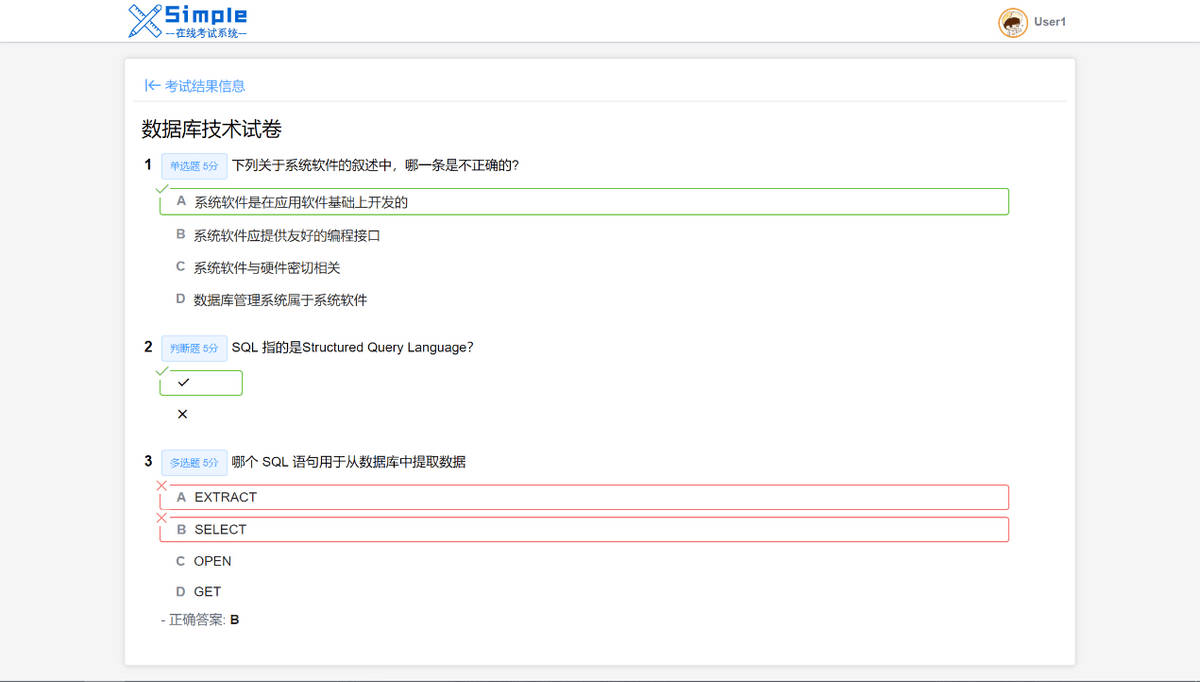 Simple
—在线考试系统—
User1
考试结果信息
数据库技术试卷
1 单选题 5分 下列关于系统软件的叙述中，哪一条是不正确的?
A 系统软件是在应用软件基础上开发的
B 系统软件应提供友好的编程接口
C 系统软件与硬件密切相关
D 数据库管理系统属于系统软件
2 判断题 5分 SQL 指的是Structured Query Language?
3 多选题 5分 哪个 SQL 语句用于从数据库中提取数据
A EXTRACT
B SELECT
C OPEN
D GET
- 正确答案: B